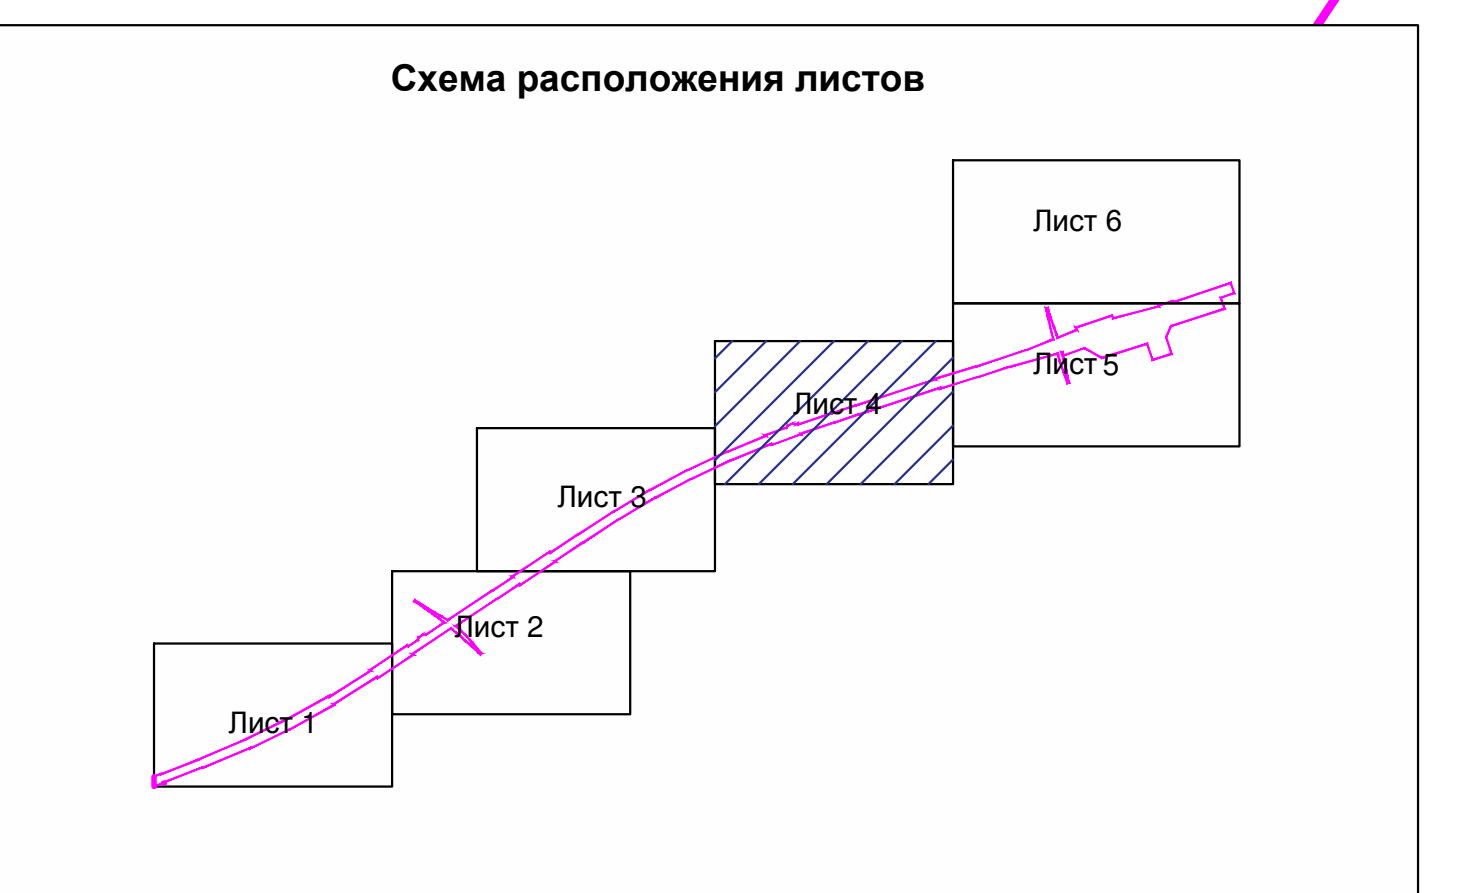 Схема расположения листов
Лист 6
Лист 5
Лист 4
Лист 3
Лист 2
Лист 1